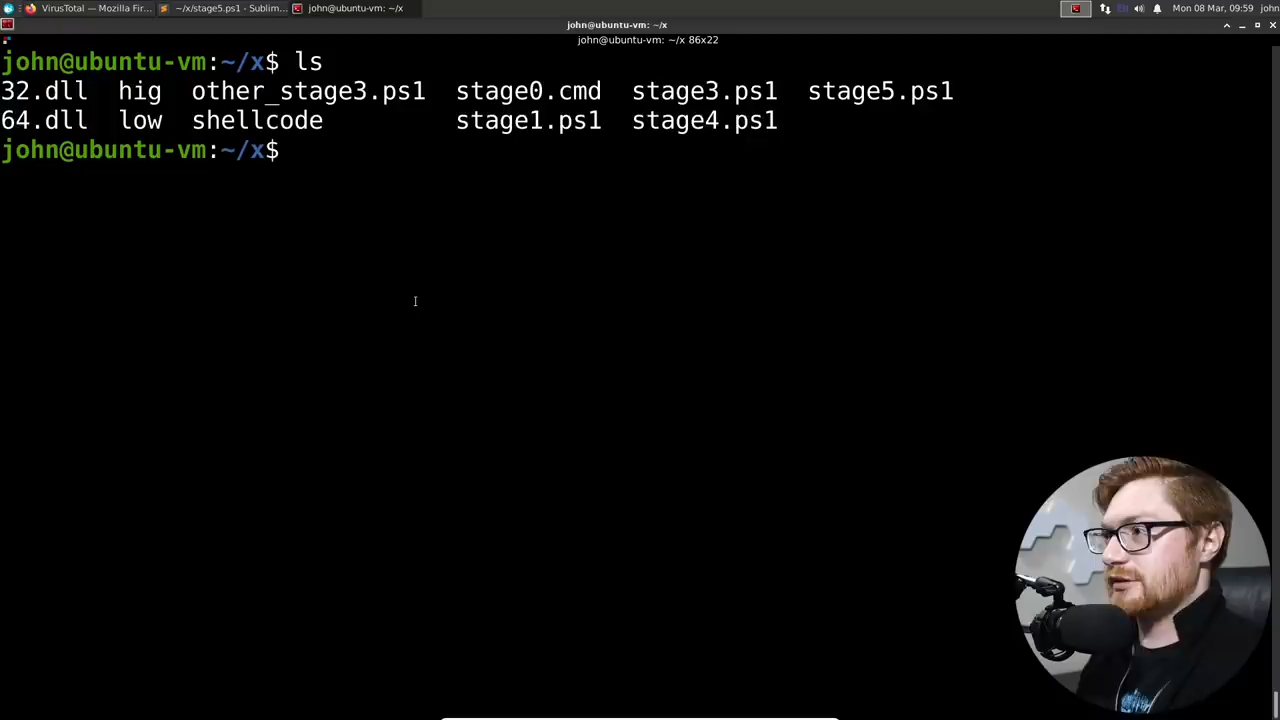 VirusTotal — Mozilla Fir... ~/x/stage5.ps1 - Sublim... john@ubuntu-vm: ~/x En Mon 08 Mar, 09:59 john
john@ubuntu-vm: ~/x
john@ubuntu-vm: ~/x 86x22
john@ubuntu-vm:~/x$ ls
32.dll hig other_stage3.ps1 stage0.cmd stage3.ps1 stage5.ps1
64.dll low shellcode stage1.ps1 stage4.ps1
john@ubuntu-vm:~/x$